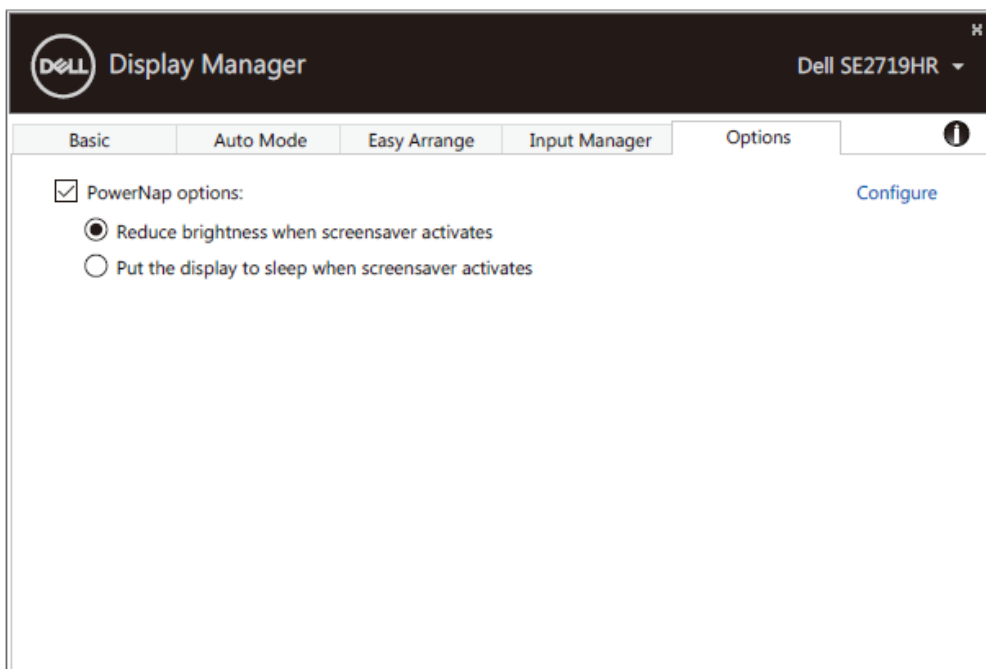 DELL Display Manager Dell SE2719HR
Basic Auto Mode Easy Arrange Input Manager Options
PowerNap options: Configure
Reduce brightness when screensaver activates
Put the display to sleep when screensaver activates